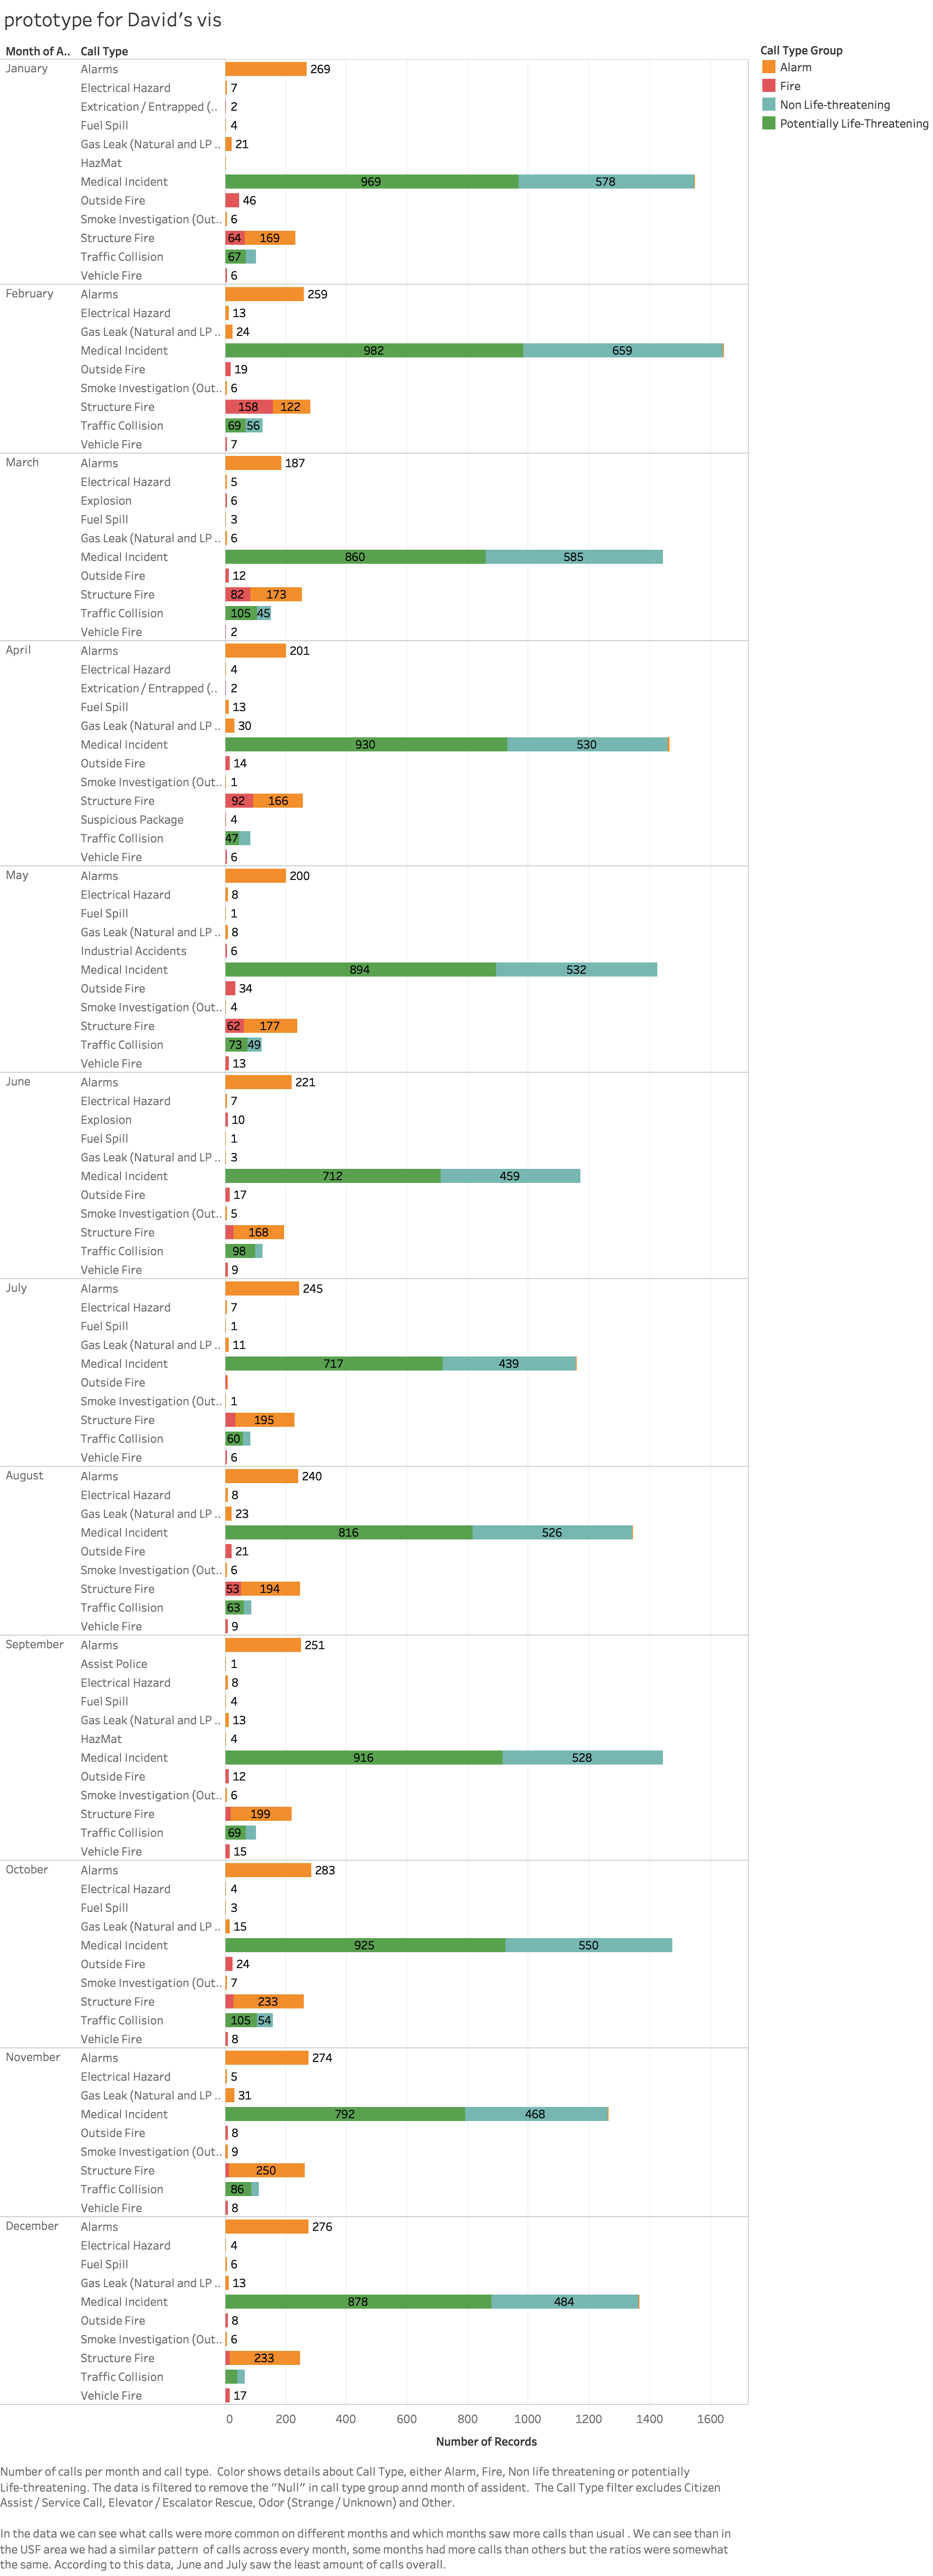 prototype for David's vis
Month of A.. Call Type
Call Type Group
Alarm
Fire
Non Life-threatening
Potentially Life-Threatening
January Alarms 269
Electrical Hazard 7
Extrication / Entrapped (.. 2
Fuel Spill 4
Gas Leak (Natural and LP .. 21
HazMat
Medical Incident 969 578
Outside Fire 46
Smoke Investigation (Out.. 6
Structure Fire 64 169
Traffic Collision 67
Vehicle Fire 6
February Alarms 259
Electrical Hazard 13
Gas Leak (Natural and LP .. 24
Medical Incident 982 659
Outside Fire 19
Smoke Investigation (Out.. 6
Structure Fire 158 122
Traffic Collision 69 56
Vehicle Fire 7
March Alarms 187
Electrical Hazard 5
Explosion 6
Fuel Spill 3
Gas Leak (Natural and LP .. 6
Medical Incident 860 585
Outside Fire 12
Structure Fire 82 173
Traffic Collision 105 45
Vehicle Fire 2
April Alarms 201
Electrical Hazard 4
Extrication / Entrapped (.. 2
Fuel Spill 13
Gas Leak (Natural and LP .. 30
Medical Incident 930 530
Outside Fire 14
Smoke Investigation (Out.. 1
Structure Fire 92 166
Suspicious Package 4
Traffic Collision 47
Vehicle Fire 6
May Alarms 200
Electrical Hazard 8
Fuel Spill 1
Gas Leak (Natural and LP .. 8
Industrial Accidents 6
Medical Incident 894 532
Outside Fire 34
Smoke Investigation (Out.. 4
Structure Fire 62 177
Traffic Collision 73 49
Vehicle Fire 13
June Alarms 221
Electrical Hazard 7
Explosion 10
Fuel Spill 1
Gas Leak (Natural and LP .. 3
Medical Incident 712 459
Outside Fire 17
Smoke Investigation (Out.. 5
Structure Fire 168
Traffic Collision 98
Vehicle Fire 9
July Alarms 245
Electrical Hazard 7
Fuel Spill 1
Gas Leak (Natural and LP .. 11
Medical Incident 717 439
Outside Fire
Smoke Investigation (Out.. 1
Structure Fire 195
Traffic Collision 60
Vehicle Fire 6
August Alarms 240
Electrical Hazard 8
Gas Leak (Natural and LP .. 23
Medical Incident 816 526
Outside Fire 21
Smoke Investigation (Out.. 6
Structure Fire 53 194
Traffic Collision 63
Vehicle Fire 9
September Alarms 251
Assist Police 1
Electrical Hazard 8
Fuel Spill 4
Gas Leak (Natural and LP .. 13
HazMat 4
Medical Incident 916 528
Outside Fire 12
Smoke Investigation (Out.. 6
Structure Fire 199
Traffic Collision 69
Vehicle Fire 15
October Alarms 283
Electrical Hazard 4
Fuel Spill 3
Gas Leak (Natural and LP .. 15
Medical Incident 925 550
Outside Fire 24
Smoke Investigation (Out.. 7
Structure Fire 233
Traffic Collision 105 54
Vehicle Fire 8
November Alarms 274
Electrical Hazard 5
Gas Leak (Natural and LP .. 31
Medical Incident 792 468
Outside Fire 8
Smoke Investigation (Out.. 9
Structure Fire 250
Traffic Collision 86
Vehicle Fire 8
December Alarms 276
Electrical Hazard 4
Fuel Spill 6
Gas Leak (Natural and LP .. 13
Medical Incident 878 484
Outside Fire 8
Smoke Investigation (Out.. 6
Structure Fire 233
Traffic Collision
Vehicle Fire 17
0 200 400 600 800 1000 1200 1400 1600
Number of Records
Number of calls per month and call type. Color shows details about Call Type, either Alarm, Fire, Non life threatening or potentially
Life-threatening. The data is filtered to remove the "Null" in call type group annd month of assident. The Call Type filter excludes Citizen
Assist / Service Call, Elevator / Escalator Rescue, Odor (Strange / Unknown) and Other.
In the data we can see what calls were more common on different months and which months saw more calls than usual . We can see than in
the USF area we had a similar pattern of calls across every month, some months had more calls than others but the ratios were somewhat
the same. According to this data, June and July saw the least amount of calls overall.